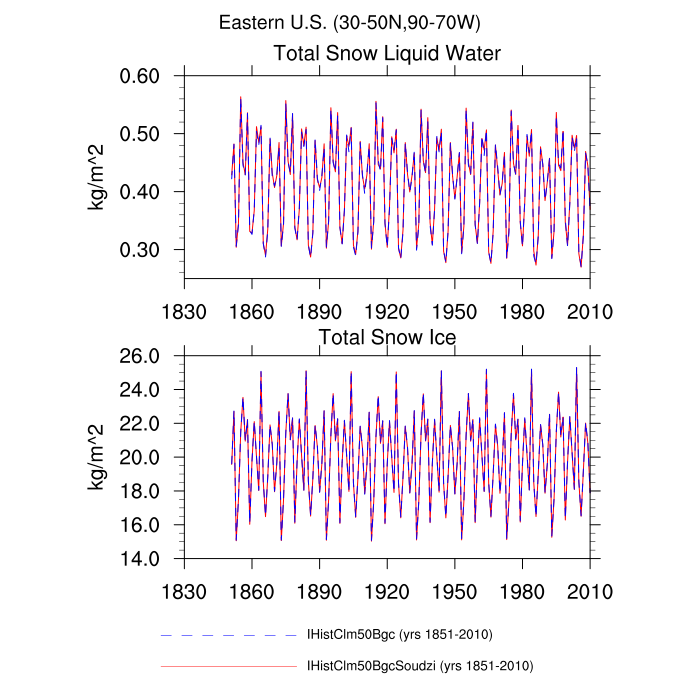 Eastern U.S. (30-50N,90-70W)
Total Snow Liquid Water
0.60
0.50
0.40
0.30
kg/m^2
1830 1860 1890 1920 1950 1980 2010
Total Snow Ice
26.0
24.0
22.0
20.0
18.0
16.0
14.0
kg/m^2
1830 1860 1890 1920 1950 1980 2010
IHistClm50Bgc (yrs 1851-2010)
IHistClm50BgcSoudzi (yrs 1851-2010)